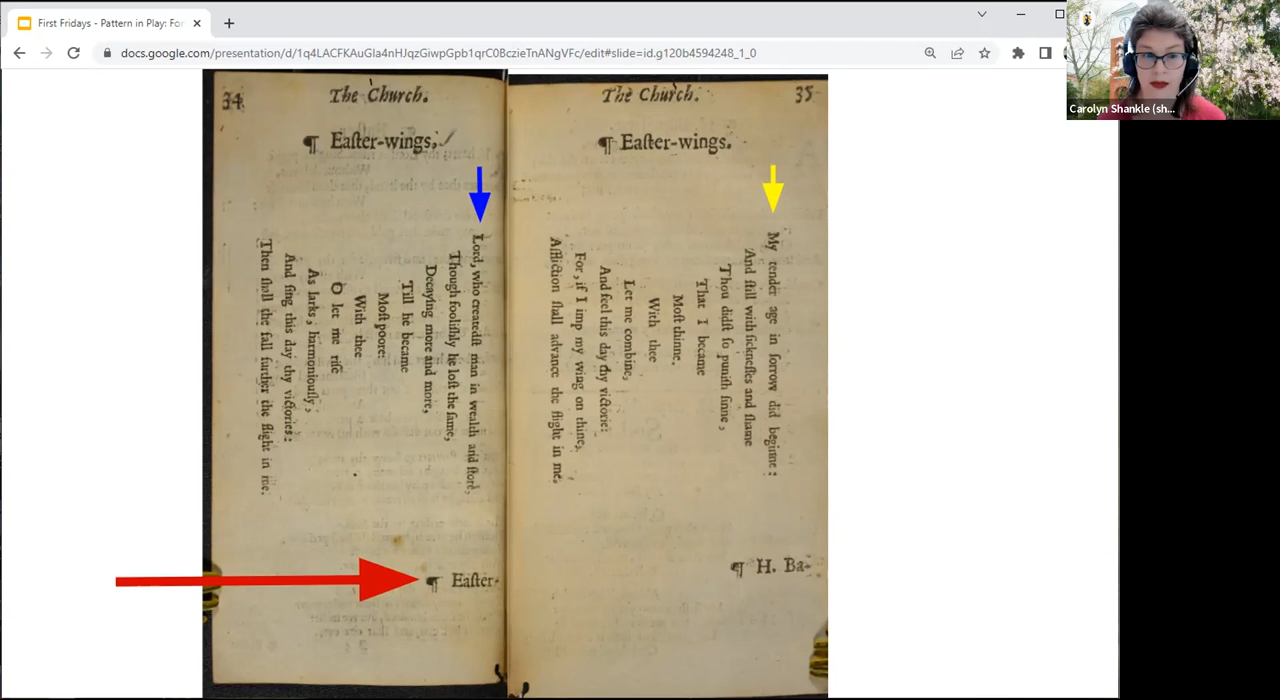 First Fridays - Pattern in Play: For
docs.google.com/presentation/d/1q4LACFKAuGla4nHJqzGiwpGpb1qrC0BczieTnANgVFc/edit#slide=id.g120b4594248_1_0
Carolyn Shankle (sh...
34
The Church.
¶ Eaſter-wings.
Lord, who createdſt man in wealth and ſtore,
Though fooliſhly he loſt the ſame,
Decaying more and more,
Till he became
Moſt poore:
With thee
O let me riſe
As larks, harmoniouſly,
And ſing this day thy victories:
Then ſhall the fall further the flight in me.
¶ Eaſter-
The Church.
35
¶ Eaſter-wings.
My tender age in ſorrow did beginne:
And ſtill with ſickneſſes and ſhame
Thou didſt ſo puniſh ſinne,
That I became
Moſt thinne.
With thee
Let me combine,
And feel this day thy victorie:
For, if I imp my wing on thine,
Affliction ſhall advance the flight in me.
¶ H. Ba-